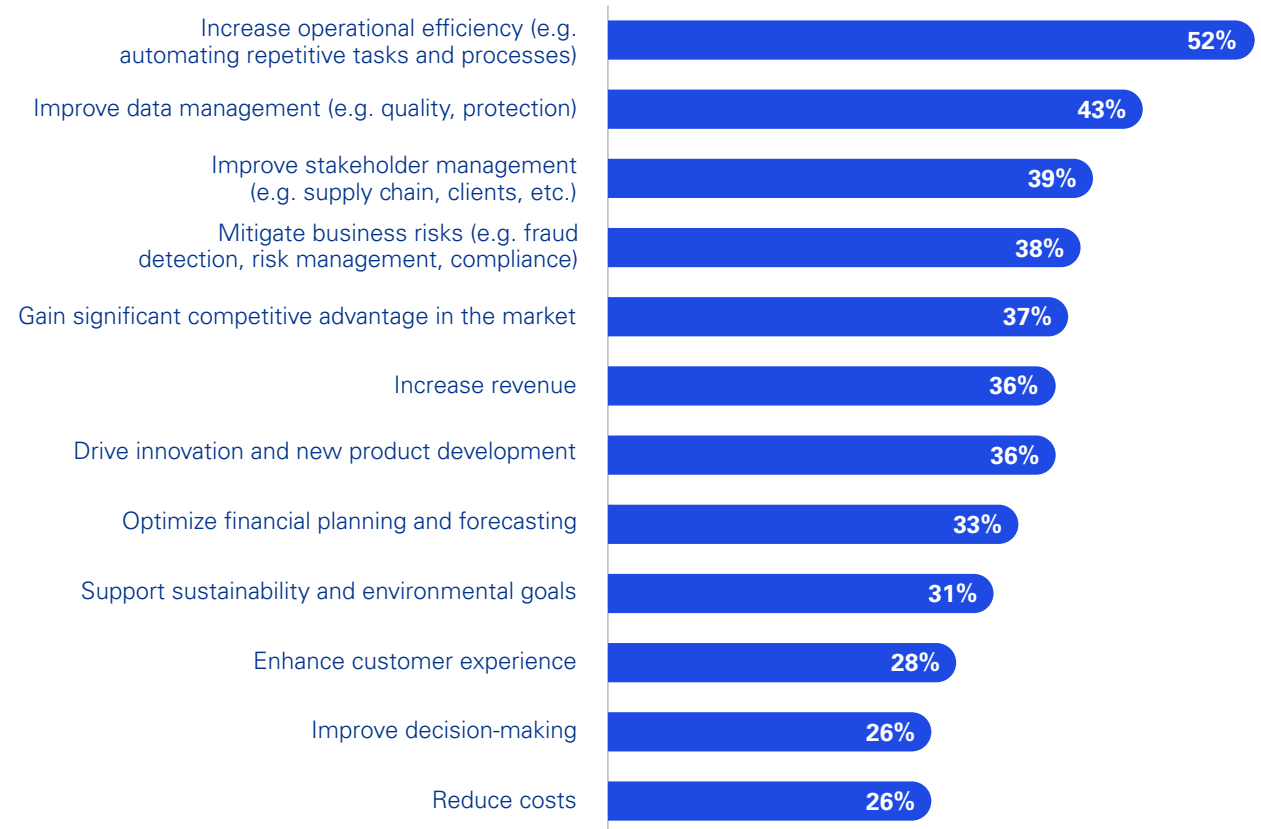 Increase operational efficiency (e.g.
automating repetitive tasks and processes)
52%
Improve data management (e.g. quality, protection)
43%
Improve stakeholder management
(e.g. supply chain, clients, etc.)
39%
Mitigate business risks (e.g. fraud
detection, risk management, compliance)
38%
Gain significant competitive advantage in the market
37%
Increase revenue
36%
Drive innovation and new product development
36%
Optimize financial planning and forecasting
33%
Support sustainability and environmental goals
31%
Enhance customer experience
28%
Improve decision-making
26%
Reduce costs
26%